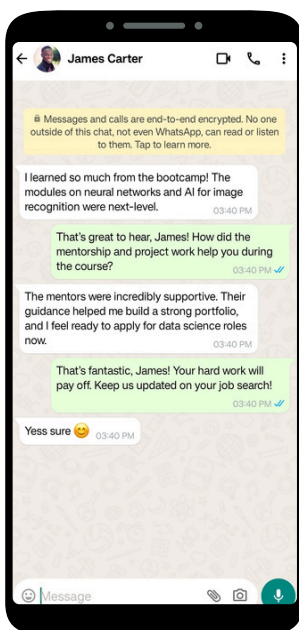 James Carter
Messages and calls are end-to-end encrypted. No one
outside of this chat, not even WhatsApp, can read or listen
to them. Tap to learn more.
I learned so much from the bootcamp! The
modules on neural networks and AI for image
recognition were next-level.
03:40 PM
That's great to hear, James! How did the
mentorship and project work help you during
the course?
03:40 PM
The mentors were incredibly supportive. Their
guidance helped me build a strong portfolio,
and I feel ready to apply for data science roles
now.
03:40 PM
That's fantastic, James! Your hard work will
pay off. Keep us updated on your job search!
03:40 PM
Yess sure 😊 03:40 PM
Message